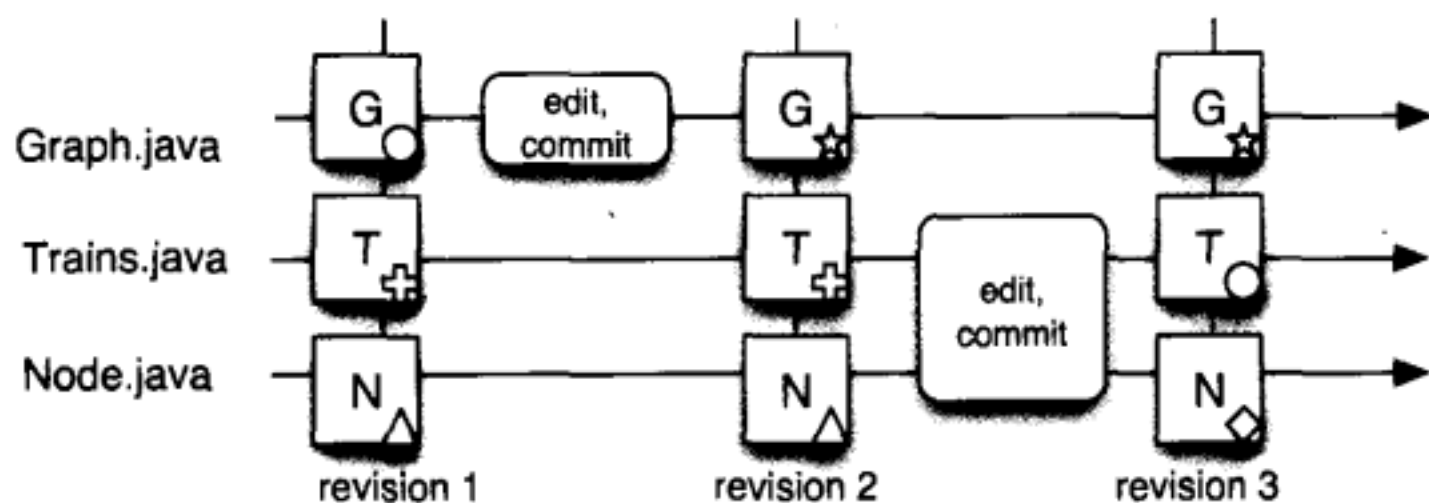 G
edit,
commit
G
G
Graph.java
T
T
T
Trains.java
edit,
commit
N
N
N
Node.java
revision 1
revision 2
revision 3